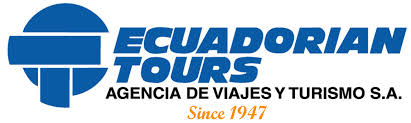 ECUADORIAN
TOURS
AGENCIA DE VIAJES Y TURISMO S.A.
Since 1947